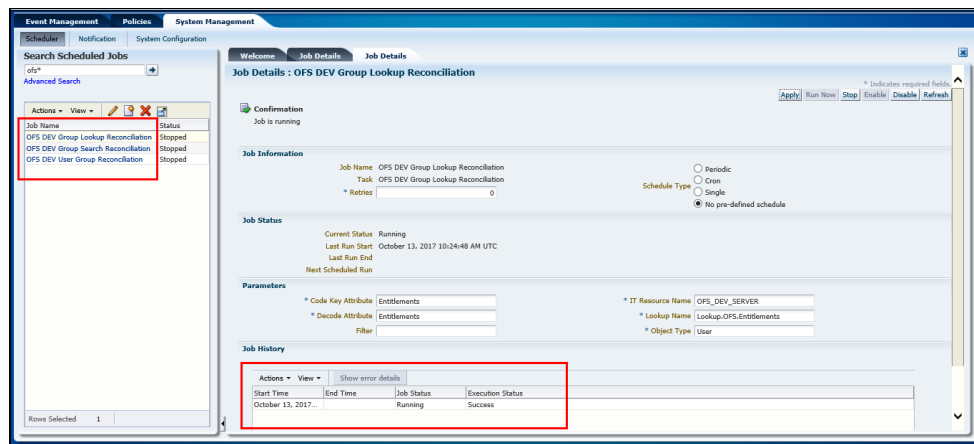 Event Management Policies System Management
Scheduler Notification System Configuration
Search Scheduled Jobs
ofs*
Advanced Search
Actions View
Job Name Status
OFS DEV Group Lookup Reconciliation Stopped
OFS DEV Group Search Reconciliation Stopped
OFS DEV User Group Reconciliation Stopped
Rows Selected 1
Welcome Job Details Job Details
Job Details : OFS DEV Group Lookup Reconciliation
* Indicates required fields.
Apply Run Now Stop Enable Disable Refresh
Confirmation
Job is running
Job Information
Job Name OFS DEV Group Lookup Reconciliation
Task OFS DEV Group Lookup Reconciliation
* Retries 0
Schedule Type
Periodic
Cron
Single
No pre-defined schedule
Job Status
Current Status Running
Last Run Start October 13, 2017 10:24:48 AM UTC
Last Run End
Next Scheduled Run
Parameters
* Code Key Attribute Entitlements
* IT Resource Name OFS_DEV_SERVER
* Decode Attribute Entitlements
* Lookup Name Lookup.OFS.Entitlements
Filter
* Object Type User
Job History
Actions View Show error details
Start Time End Time Job Status Execution Status
October 13, 2017... Running Success